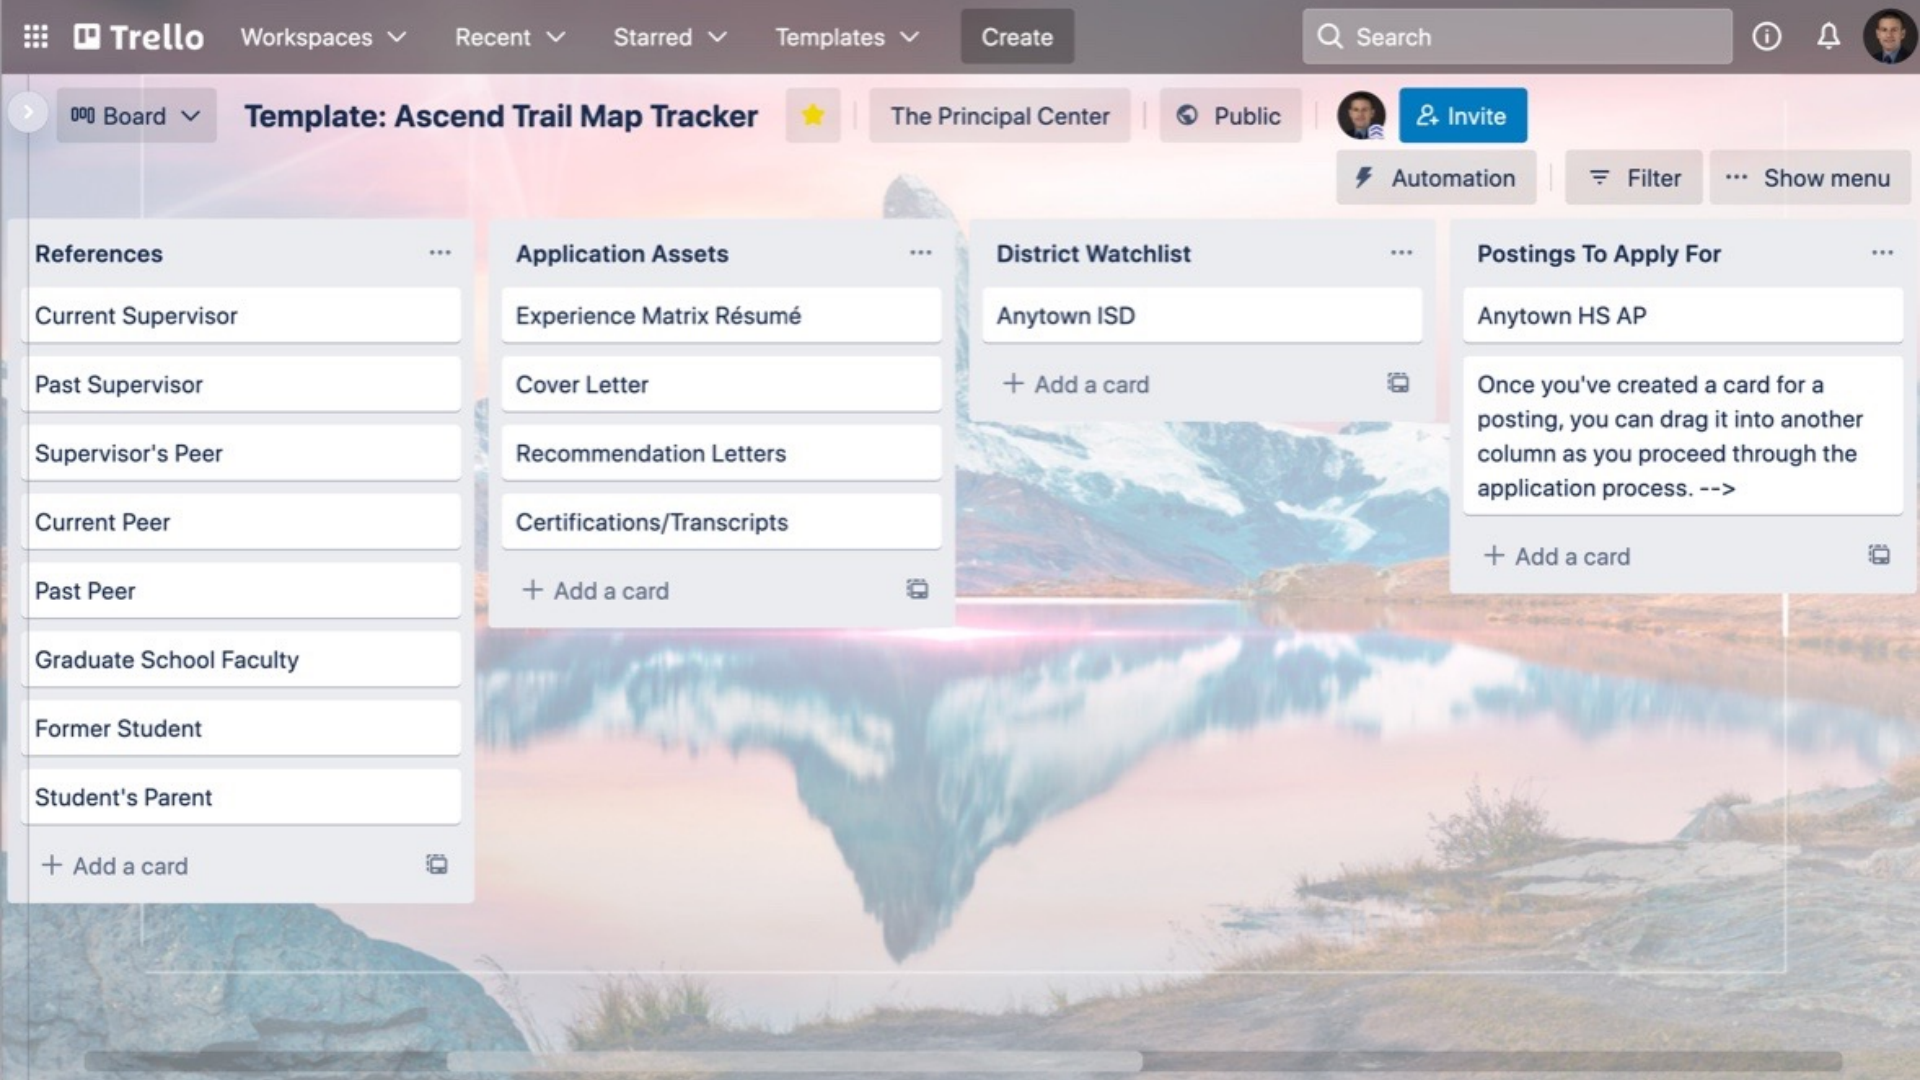 Trello Workspaces Recent Starred Templates Create Search
Board Template: Ascend Trail Map Tracker The Principal Center Public Invite
Automation Filter Show menu
References
Current Supervisor
Past Supervisor
Supervisor's Peer
Current Peer
Past Peer
Graduate School Faculty
Former Student
Student's Parent
+ Add a card
Application Assets
Experience Matrix Résumé
Cover Letter
Recommendation Letters
Certifications/Transcripts
+ Add a card
District Watchlist
Anytown ISD
+ Add a card
Postings To Apply For
Anytown HS AP
Once you've created a card for a
posting, you can drag it into another
column as you proceed through the
application process. -->
+ Add a card